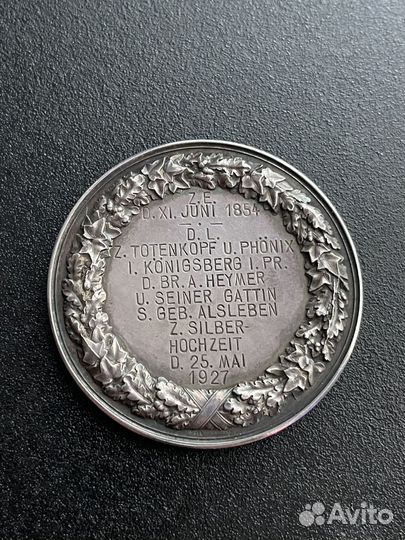 Z.E.
D. XI. JUNI 1854
– . –
D. L.
Z. TOTENKOPF U. PHÖNIX
I. KÖNIGSBERG I. PR.
D. BR. A. HEYMER
U. SEINER GATTIN
S. GEB. ALSLEBEN
Z. SILBER-
HOCHZEIT
D. 25. MAI
1927
Avito